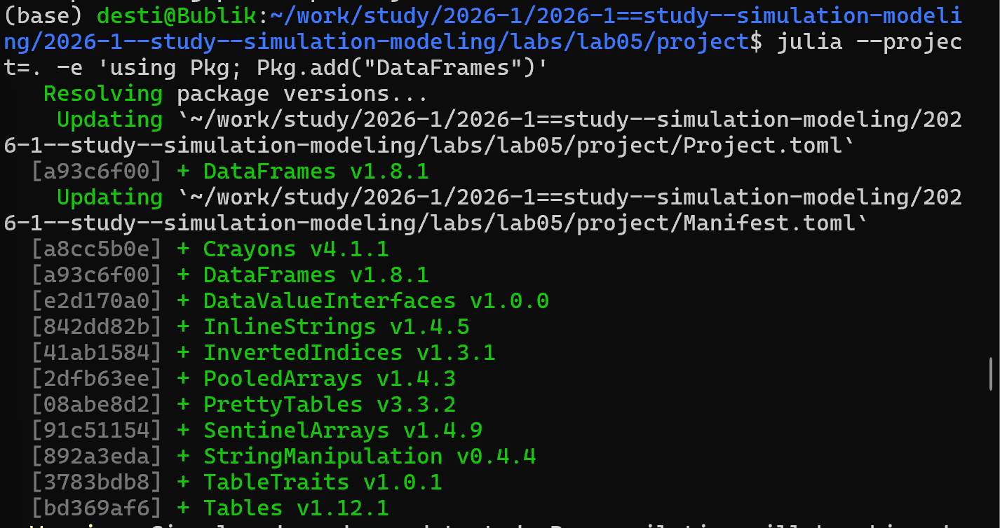 (base) desti@Bublik:~/work/study/2026-1/2026-1==study--simulation-modeli
ng/2026-1--study--simulation-modeling/labs/lab05/project$ julia --projec
t=. -e 'using Pkg; Pkg.add("DataFrames")'
Resolving package versions...
Updating `~/work/study/2026-1/2026-1==study--simulation-modeling/202
6-1--study--simulation-modeling/labs/lab05/project/Project.toml`
[a93c6f00] + DataFrames v1.8.1
Updating `~/work/study/2026-1/2026-1==study--simulation-modeling/202
6-1--study--simulation-modeling/labs/lab05/project/Manifest.toml`
[a8cc5b0e] + Crayons v4.1.1
[a93c6f00] + DataFrames v1.8.1
[e2d170a0] + DataValueInterfaces v1.0.0
[842dd82b] + InlineStrings v1.4.5
[41ab1584] + InvertedIndices v1.3.1
[2dfb63ee] + PooledArrays v1.4.3
[08abe8d2] + PrettyTables v3.3.2
[91c51154] + SentinelArrays v1.4.9
[892a3eda] + StringManipulation v0.4.4
[3783bdb8] + TableTraits v1.0.1
[bd369af6] + Tables v1.12.1